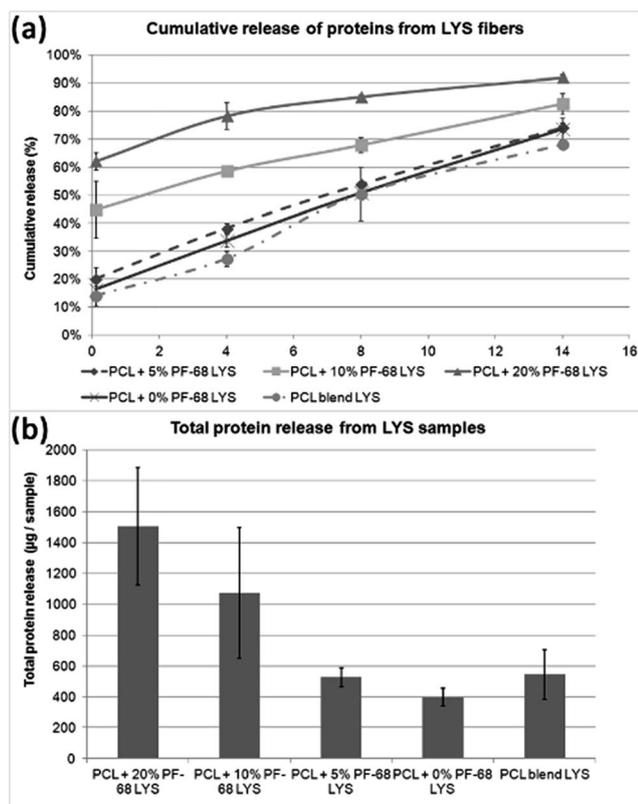 (a)
Cumulative release of proteins from LYS fibers
Cumulative release (%)
100%
90%
80%
70%
60%
50%
40%
30%
20%
10%
0%
0 2 4 6 8 10 12 14 16
PCL + 5% PF-68 LYS PCL + 10% PF-68 LYS PCL + 20% PF-68 LYS
PCL + 0% PF-68 LYS PCL blend LYS
(b)
Total protein release from LYS samples
Total protein release (µg / sample)
2000
1800
1600
1400
1200
1000
800
600
400
200
0
PCL + 20% PF-
68 LYS
PCL + 10% PF-
68 LYS
PCL + 5% PF-68
LYS
PCL + 0% PF-68
LYS
PCL blend LYS